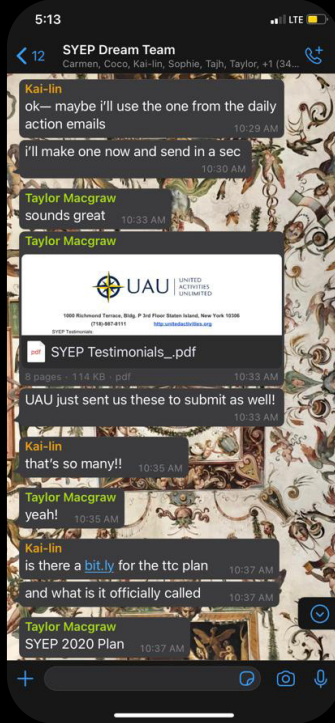 5:13
LTE
12
SYEP Dream Team
Carmen, Coco, Kai-lin, Sophie, Tajh, Taylor, +1 (34...
Kai-lin
ok— maybe i'll use the one from the daily
action emails
10:29 AM
i'll make one now and send in a sec
10:30 AM
Taylor Macgraw
sounds great 10:33 AM
Taylor Macgraw
UAU UNITED
ACTIVITIES
UNLIMITED
1000 Richmond Terrace, Bldg. P 3rd Floor Staten Island, New York 10306
http:unitedactivities.org
SYEP Testimonials
pdf SYEP Testimonials_.pdf
8 pages · 114 KB · pdf 10:33 AM
UAU just sent us these to submit as well!
10:33 AM
Kai-lin
that's so many!! 10:35 AM
Taylor Macgraw
yeah! 10:35 AM
Kai-lin
is there a bit.ly for the ttc plan 10:37 AM
and what is it officially called 10:37 AM
Taylor Macgraw
SYEP 2020 Plan 10:37 AM